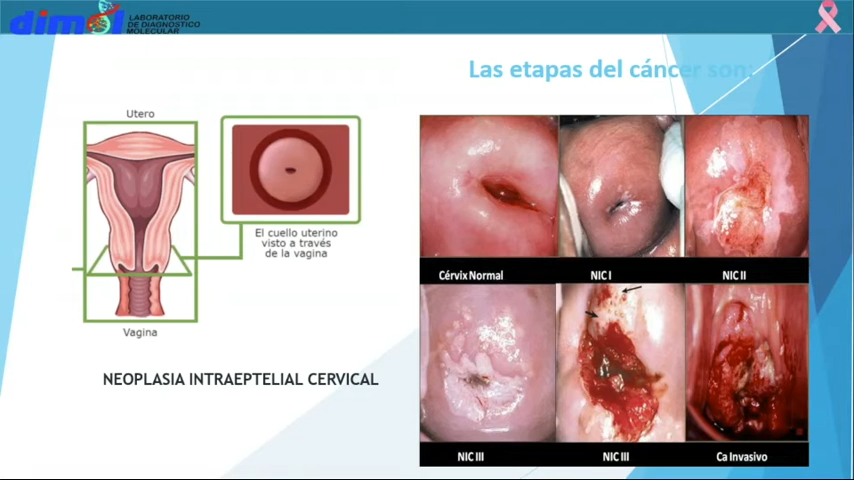 dimol
LABORATORIO
DE DIAGNÓSTICO
MOLECULAR
Las etapas del cáncer son:
Utero
El cuello uterino
visto a través
de la vagina
Vagina
NEOPLASIA INTRAEPTELIAL CERVICAL
Cérvix Normal
NIC I
NIC II
NIC III
NIC III
Ca Invasivo